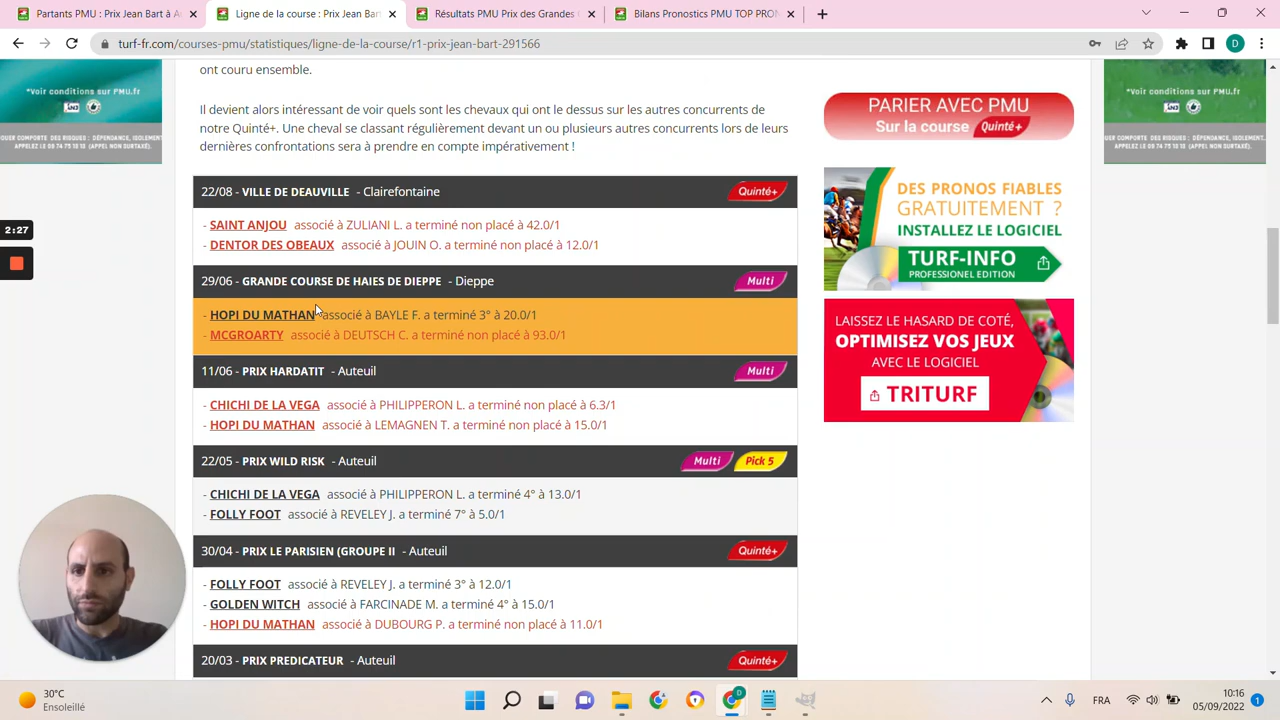 Partants PMU : Prix Jean Bart à A
Ligne de la course : Prix Jean Bart
Résultats PMU Prix des Grandes
Bilans Pronostics PMU TOP PRO
turf-fr.com/courses-pmu/statistiques/ligne-de-la-course/r1-prix-jean-bart-291566
D
*Voir conditions sur PMU.fr
ont couru ensemble.
Il devient alors intéressant de voir quels sont les chevaux qui ont le dessus sur les autres concurrents de
notre Quinté+. Un cheval se classant régulièrement devant un ou plusieurs autres concurrents lors de leurs
dernières confrontations sera à prendre en compte impérativement !
22/08 - VILLE DE DEAUVILLE - Clairefontaine Quinté+
- SAINT ANJOU associé à ZULIANI L. a terminé non placé à 42.0/1
- DENTOR DES OBEAUX associé à JOUIN O. a terminé non placé à 12.0/1
29/06 - GRANDE COURSE DE HAIES DE DIEPPE - Dieppe Multi
- HOPI DU MATHAN associé à BAYLE F. a terminé 3° à 20.0/1
- MCGROARTY associé à DEUTSCH C. a terminé non placé à 93.0/1
11/06 - PRIX HARDATIT - Auteuil Multi
- CHICHI DE LA VEGA associé à PHILIPPERON L. a terminé non placé à 6.3/1
- HOPI DU MATHAN associé à LEMAGNEN T. a terminé non placé à 15.0/1
22/05 - PRIX WILD RISK - Auteuil Multi Pick 5
- CHICHI DE LA VEGA associé à PHILIPPERON L. a terminé 4° à 13.0/1
- FOLLY FOOT associé à REVELEY J. a terminé 7° à 5.0/1
30/04 - PRIX LE PARISIEN (GROUPE II - Auteuil Quinté+
- FOLLY FOOT associé à REVELEY J. a terminé 3° à 12.0/1
- GOLDEN WITCH associé à FARCINADE M. a terminé 4° à 15.0/1
- HOPI DU MATHAN associé à DUBOURG P. a terminé non placé à 11.0/1
20/03 - PRIX PREDICATEUR - Auteuil Quinté+
PARIER AVEC PMU
Sur la course Quinté+
DES PRONOS FIABLES
GRATUITEMENT ?
INSTALLEZ LE LOGICIEL
TURF-INFO
PROFESSIONEL EDITION
LAISSEZ LE HASARD DE COTÉ,
OPTIMISEZ VOS JEUX
AVEC LE LOGICIEL
TRITURF
*Voir conditions sur PMU.fr
2:27
30°C
Ensoleillé
FRA
10:16
05/09/2022
1